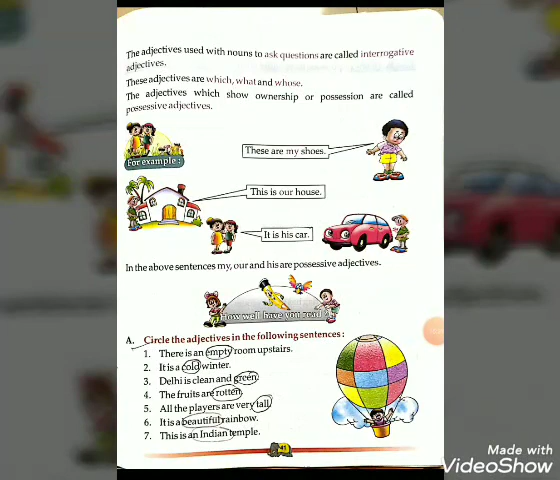 The adjectives used with nouns to ask questions are called interrogative
adjectives.
These adjectives are which, what and whose.
The adjectives which show ownership or possession are called
possessive adjectives.
For example :
These are my shoes.
This is our house.
It is his car.
In the above sentences my, our and his are possessive adjectives.
How well have you read ?
A. Circle the adjectives in the following sentences :
1. There is an empty room upstairs.
2. It is a cold winter.
3. Delhi is clean and green.
4. The fruits are rotten.
5. All the players are very tall.
6. It is a beautiful rainbow.
7. This is an Indian temple.
41
Made with
VideoShow